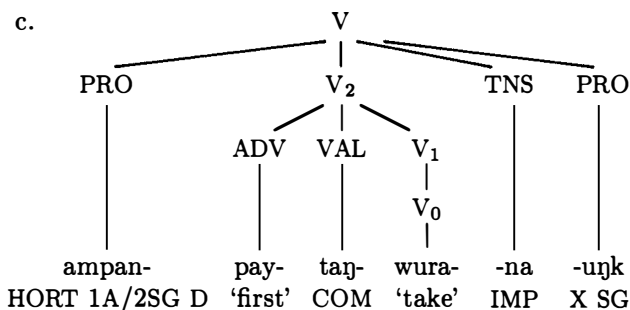 c. V
PRO V₂ TNS PRO
ADV VAL V₁
V₀
ampan- pay- taŋ- wura- -na -uŋk
HORT 1A/2SG D ‘first’ COM ‘take’ IMP X SG